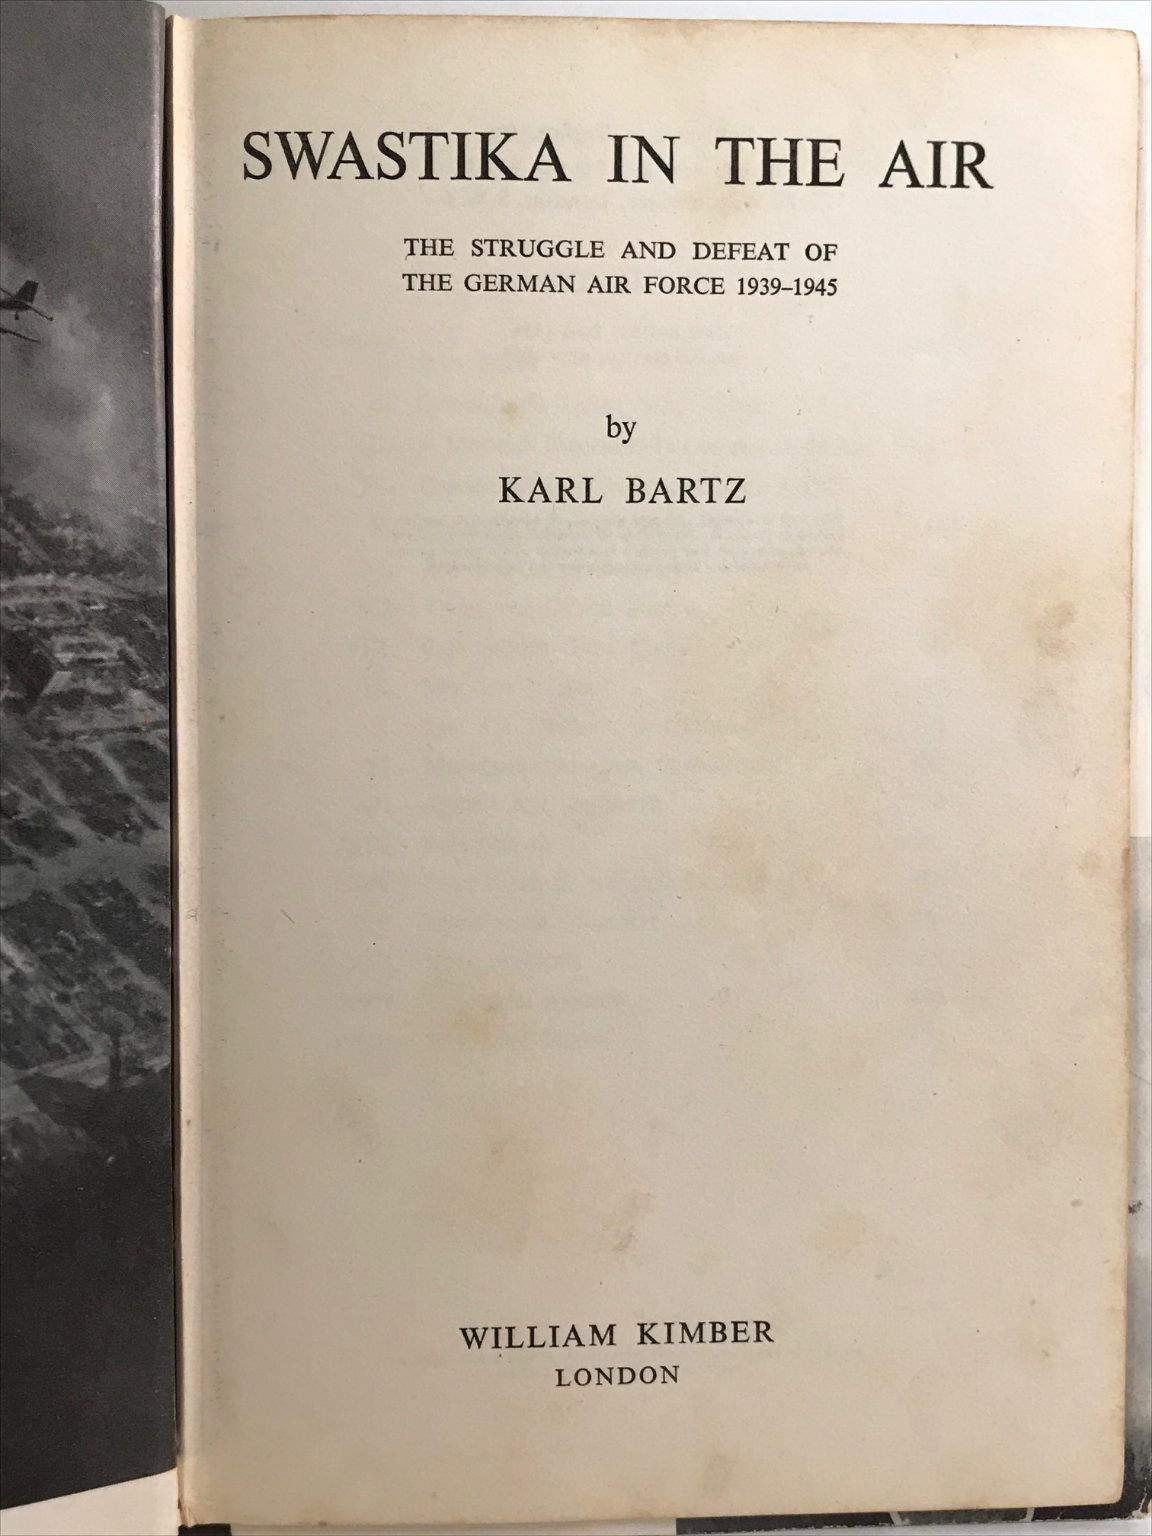 SWASTIKA IN THE AIR
THE STRUGGLE AND DEFEAT OF
THE GERMAN AIR FORCE 1939–1945
by
KARL BARTZ
WILLIAM KIMBER
LONDON